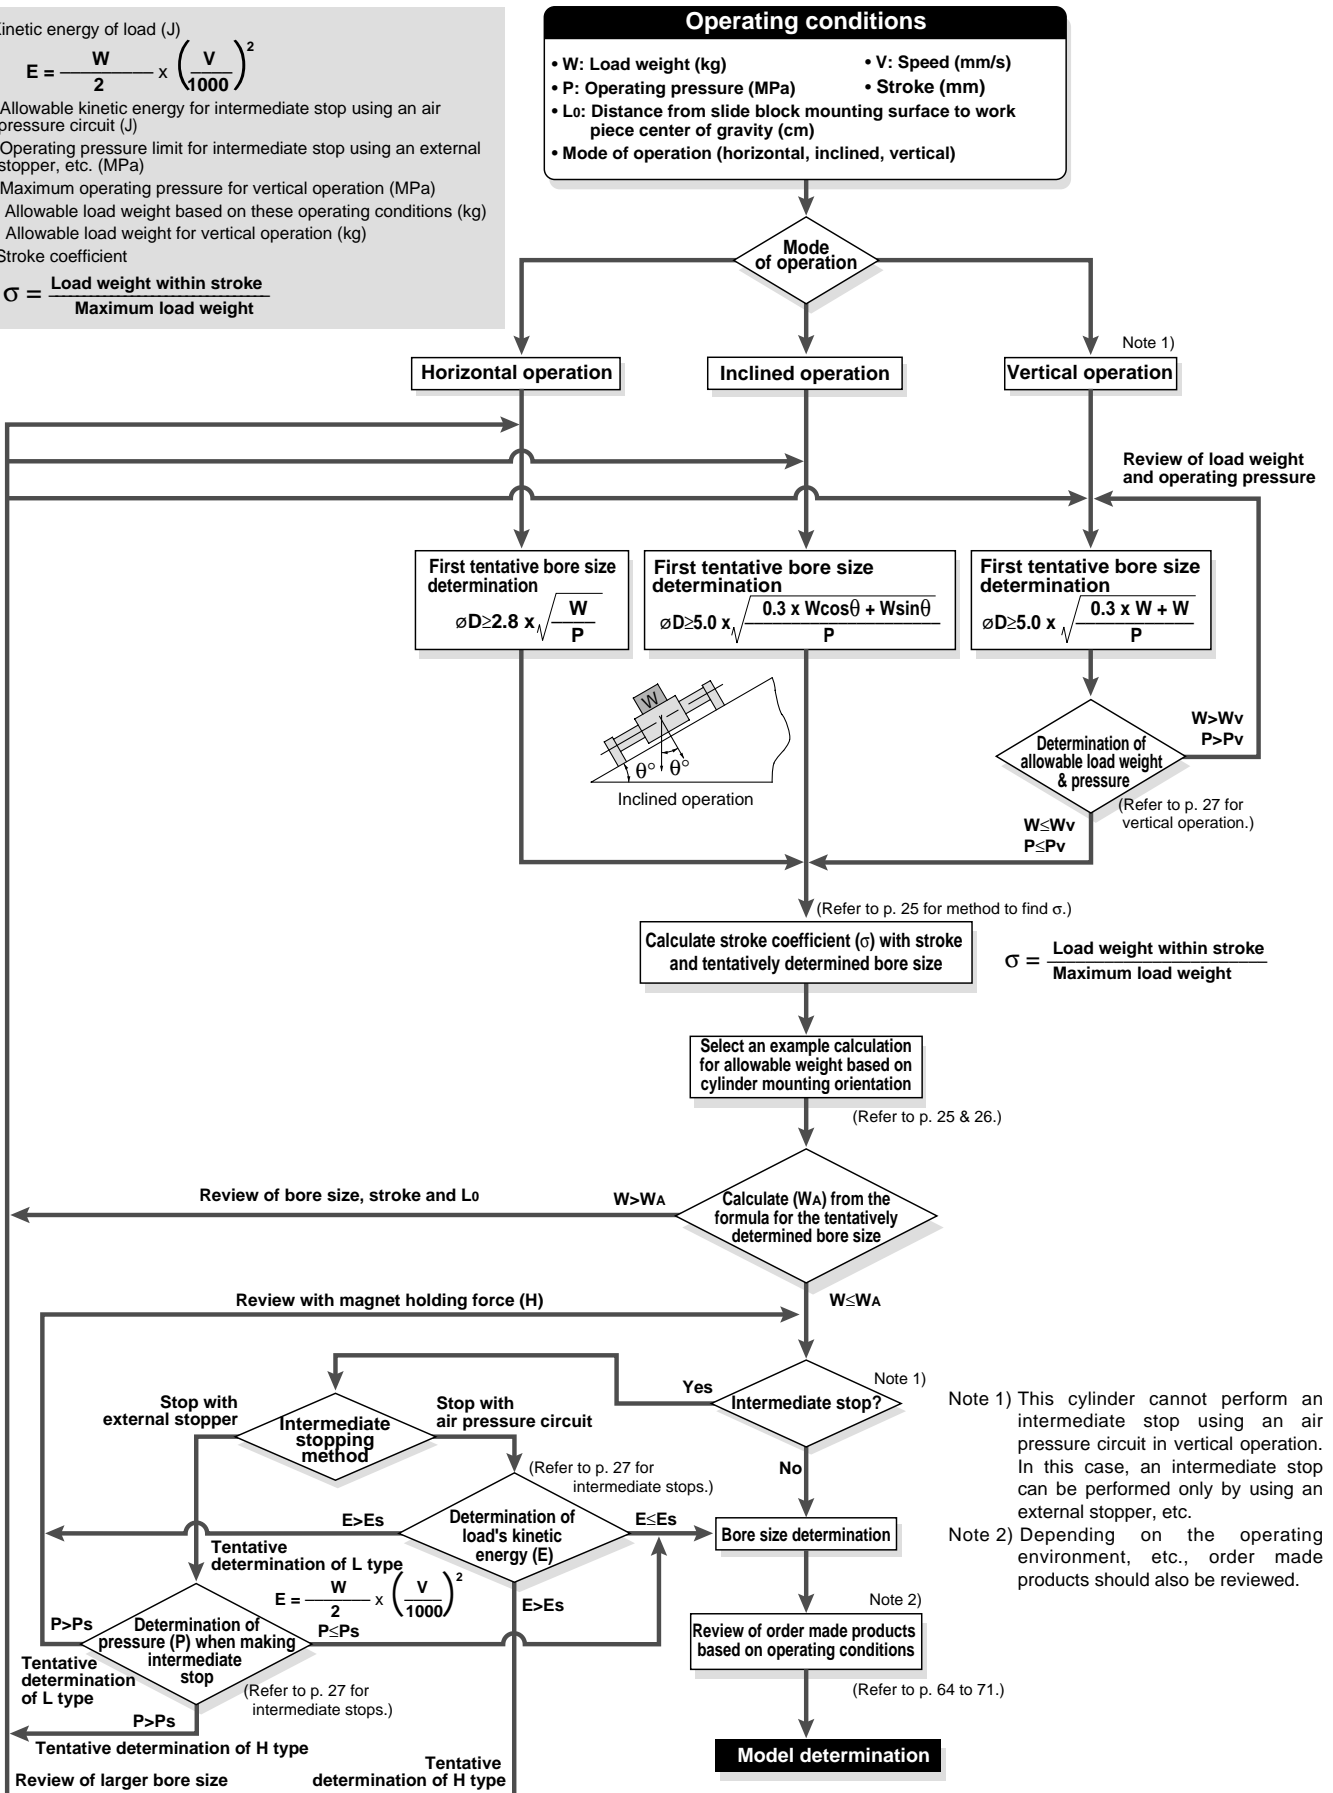 Kinetic energy of load (J)
E = W / 2 x (V / 1000)2
Allowable kinetic energy for intermediate stop using an air
pressure circuit (J)
Operating pressure limit for intermediate stop using an external
stopper, etc. (MPa)
Maximum operating pressure for vertical operation (MPa)
Allowable load weight based on these operating conditions (kg)
Allowable load weight for vertical operation (kg)
Stroke coefficient
σ = Load weight within stroke / Maximum load weight
Operating conditions
• W: Load weight (kg)
• V: Speed (mm/s)
• P: Operating pressure (MPa)
• Stroke (mm)
• L0: Distance from slide block mounting surface to work
piece center of gravity (cm)
• Mode of operation (horizontal, inclined, vertical)
Mode
of operation
Note 1)
Horizontal operation
Inclined operation
Vertical operation
Review of load weight
and operating pressure
First tentative bore size
determination
øD≥2.8 x √ W / P
First tentative bore size
determination
øD≥5.0 x √ 0.3 x Wcosθ + Wsinθ / P
First tentative bore size
determination
øD≥5.0 x √ 0.3 x W + W / P
W
θ° θ°
Inclined operation
W>Wv
P>Pv
Determination of
allowable load weight
& pressure
(Refer to p. 27 for
vertical operation.)
W≤Wv
P≤Pv
(Refer to p. 25 for method to find σ.)
Calculate stroke coefficient (σ) with stroke
and tentatively determined bore size
σ = Load weight within stroke / Maximum load weight
Select an example calculation
for allowable weight based on
cylinder mounting orientation
(Refer to p. 25 & 26.)
Review of bore size, stroke and L0
W>WA
Calculate (WA) from the
formula for the tentatively
determined bore size
Review with magnet holding force (H)
W≤WA
Note 1)
Yes
Intermediate stop?
No
Stop with
external stopper
Intermediate
stopping
method
Stop with
air pressure circuit
(Refer to p. 27 for
intermediate stops.)
E>Es
Determination of
load's kinetic
energy (E)
E≤Es
Bore size determination
Tentative
determination of L type
E = W / 2 x (V / 1000)2
E>Es
P>Ps
Determination of
pressure (P) when making
intermediate
stop
P≤Ps
Tentative
determination
of L type
(Refer to p. 27 for
intermediate stops.)
P>Ps
Tentative determination of H type
Review of larger bore size
Tentative
determination of H type
Note 2)
Review of order made products
based on operating conditions
(Refer to p. 64 to 71.)
Model determination
Note 1) This cylinder cannot perform an
intermediate stop using an air
pressure circuit in vertical operation.
In this case, an intermediate stop
can be performed only by using an
external stopper, etc.
Note 2) Depending on the operating
environment, etc., order made
products should also be reviewed.